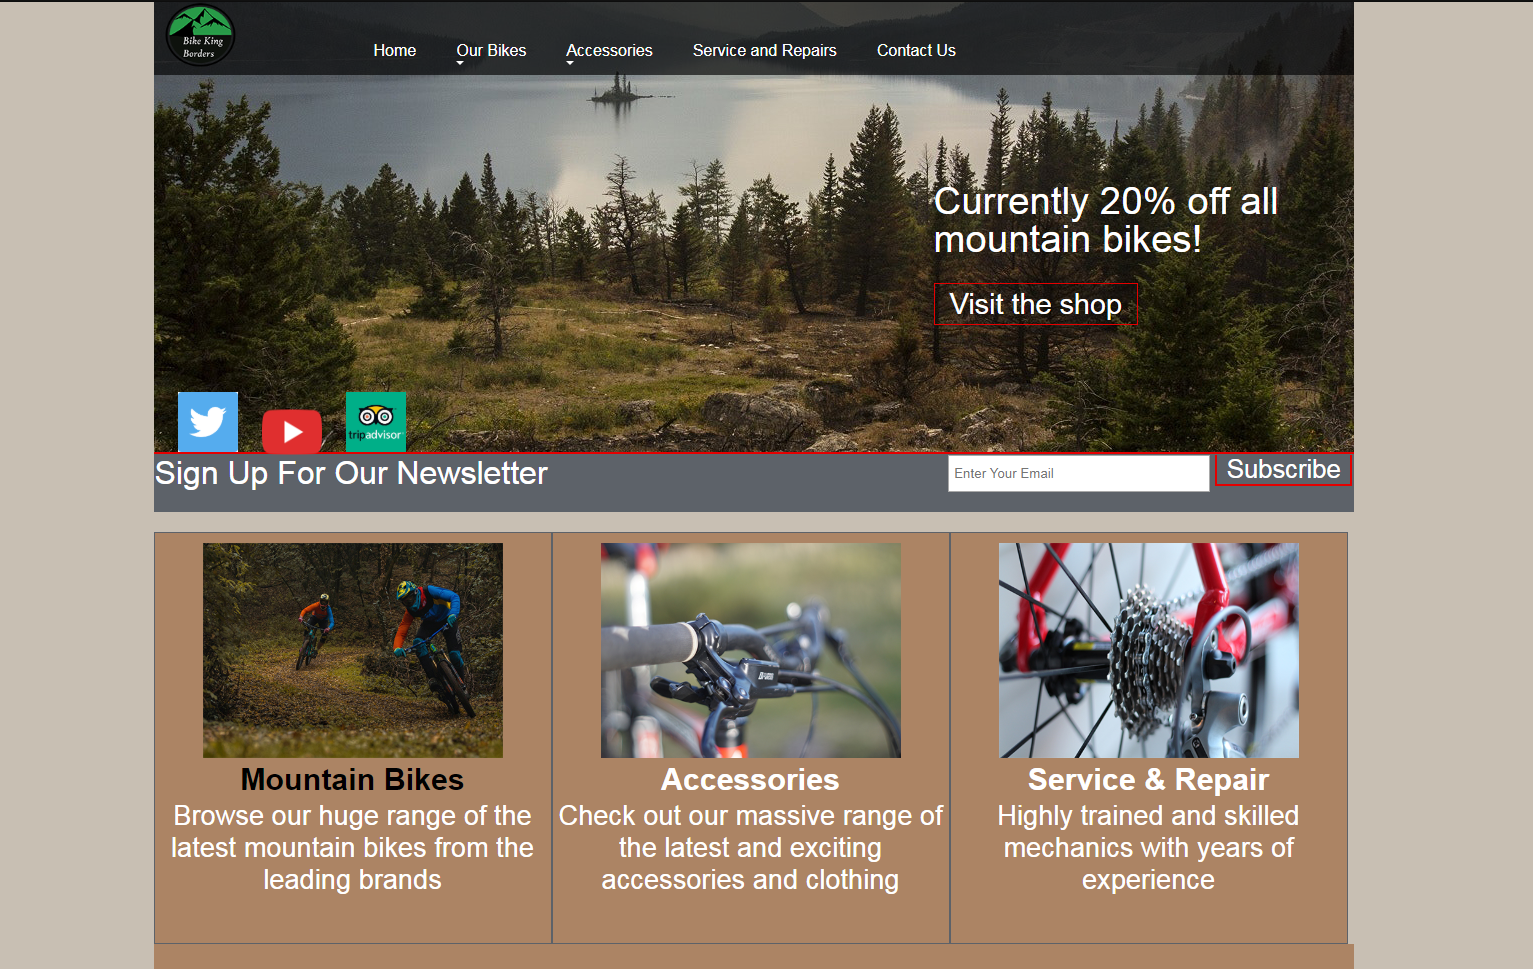 Bike King
Borders
Home
Our Bikes
Accessories
Service and Repairs
Contact Us
Currently 20% off all
mountain bikes!
Visit the shop
tripadvisor
Sign Up For Our Newsletter
Enter Your Email
Subscribe
Mountain Bikes
Browse our huge range of the
latest mountain bikes from the
leading brands
Accessories
Check out our massive range of
the latest and exciting
accessories and clothing
Service & Repair
Highly trained and skilled
mechanics with years of
experience